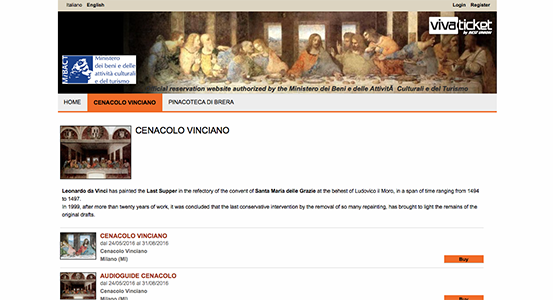 Italiano English Login Register
vivaticket
by BEST UNION
MiBACT Ministero
dei beni e delle
attività culturali
e del turismo
icial reservation website authorized by the Ministero dei Beni e delle AttivitÃ Culturali e del Turismo
HOME CENACOLO VINCIANO PINACOTECA DI BRERA
CENACOLO VINCIANO
Leonardo da Vinci has painted the Last Supper in the refectory of the convent of Santa Maria delle Grazie at the behest of Ludovico il Moro, in a span of time ranging from 1494
to 1497.
In 1999, after more than twenty years of work, it was concluded that the last conservative intervention by the removal of so many repainting, has brought to light the remains of the
original drafts.
CENACOLO VINCIANO
dal 24/05/2016 al 31/08/2016
Cenacolo Vinciano
Milano (MI) Buy
AUDIOGUIDE CENACOLO
dal 24/05/2016 al 31/08/2016
Cenacolo Vinciano
Milano (MI) Buy